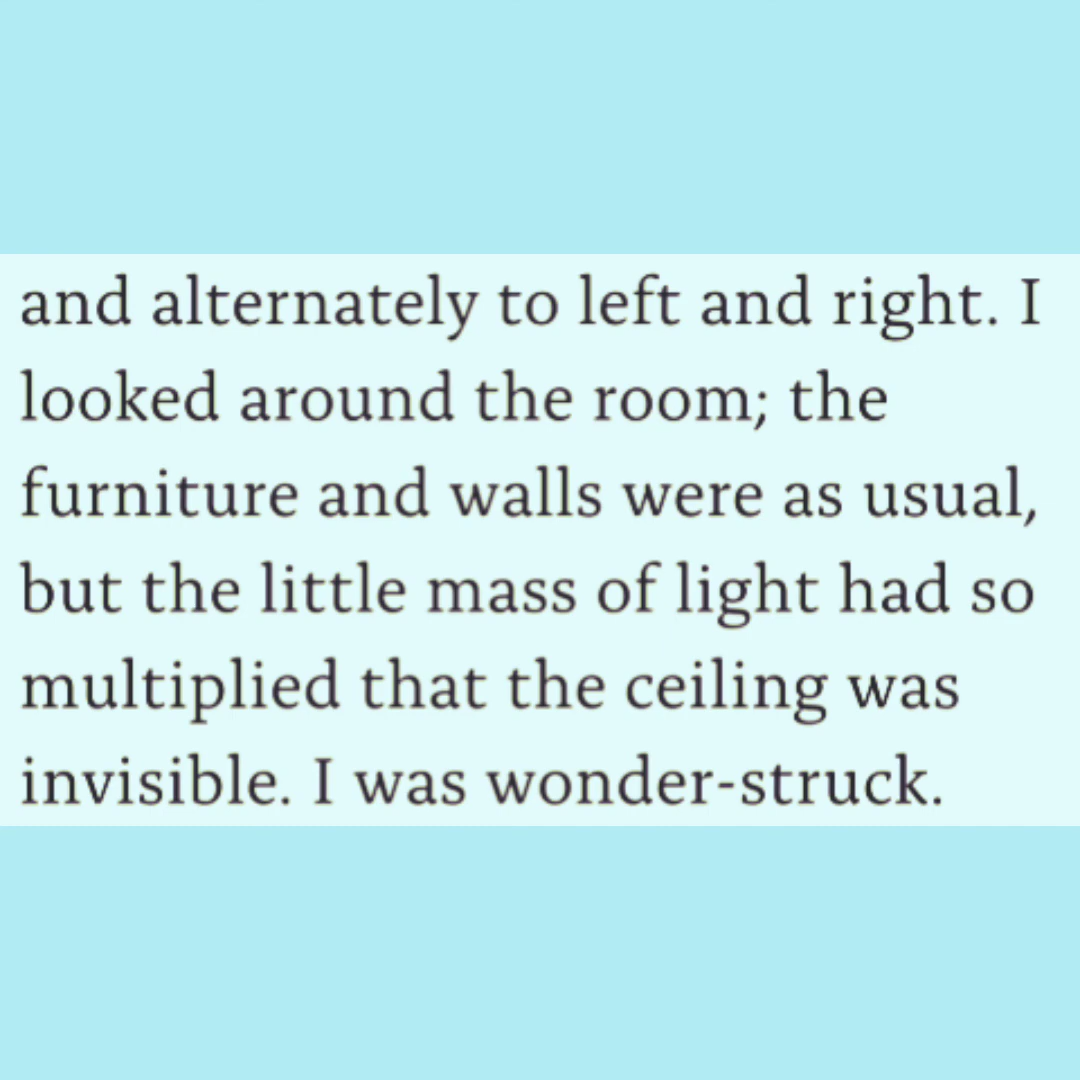 and alternately to left and right. I
looked around the room; the
furniture and walls were as usual,
but the little mass of light had so
multiplied that the ceiling was
invisible. I was wonder-struck.